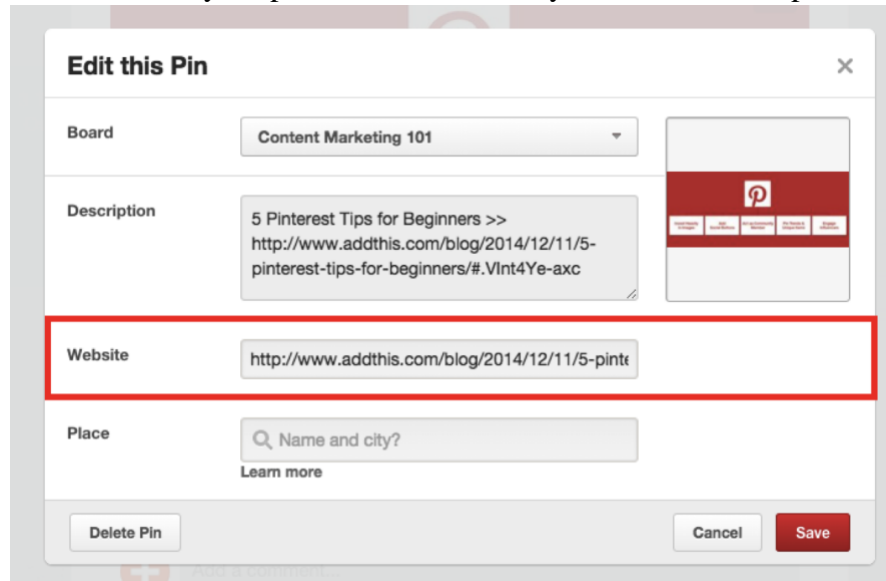 Edit this Pin
×
Board
Content Marketing 101
Description
5 Pinterest Tips for Beginners >>
http://www.addthis.com/blog/2014/12/11/5-
pinterest-tips-for-beginners/#.VInt4Ye-axc
Website
http://www.addthis.com/blog/2014/12/11/5-pinte
Place
Name and city?
Learn more
Delete Pin
Cancel
Save
Add a comment...